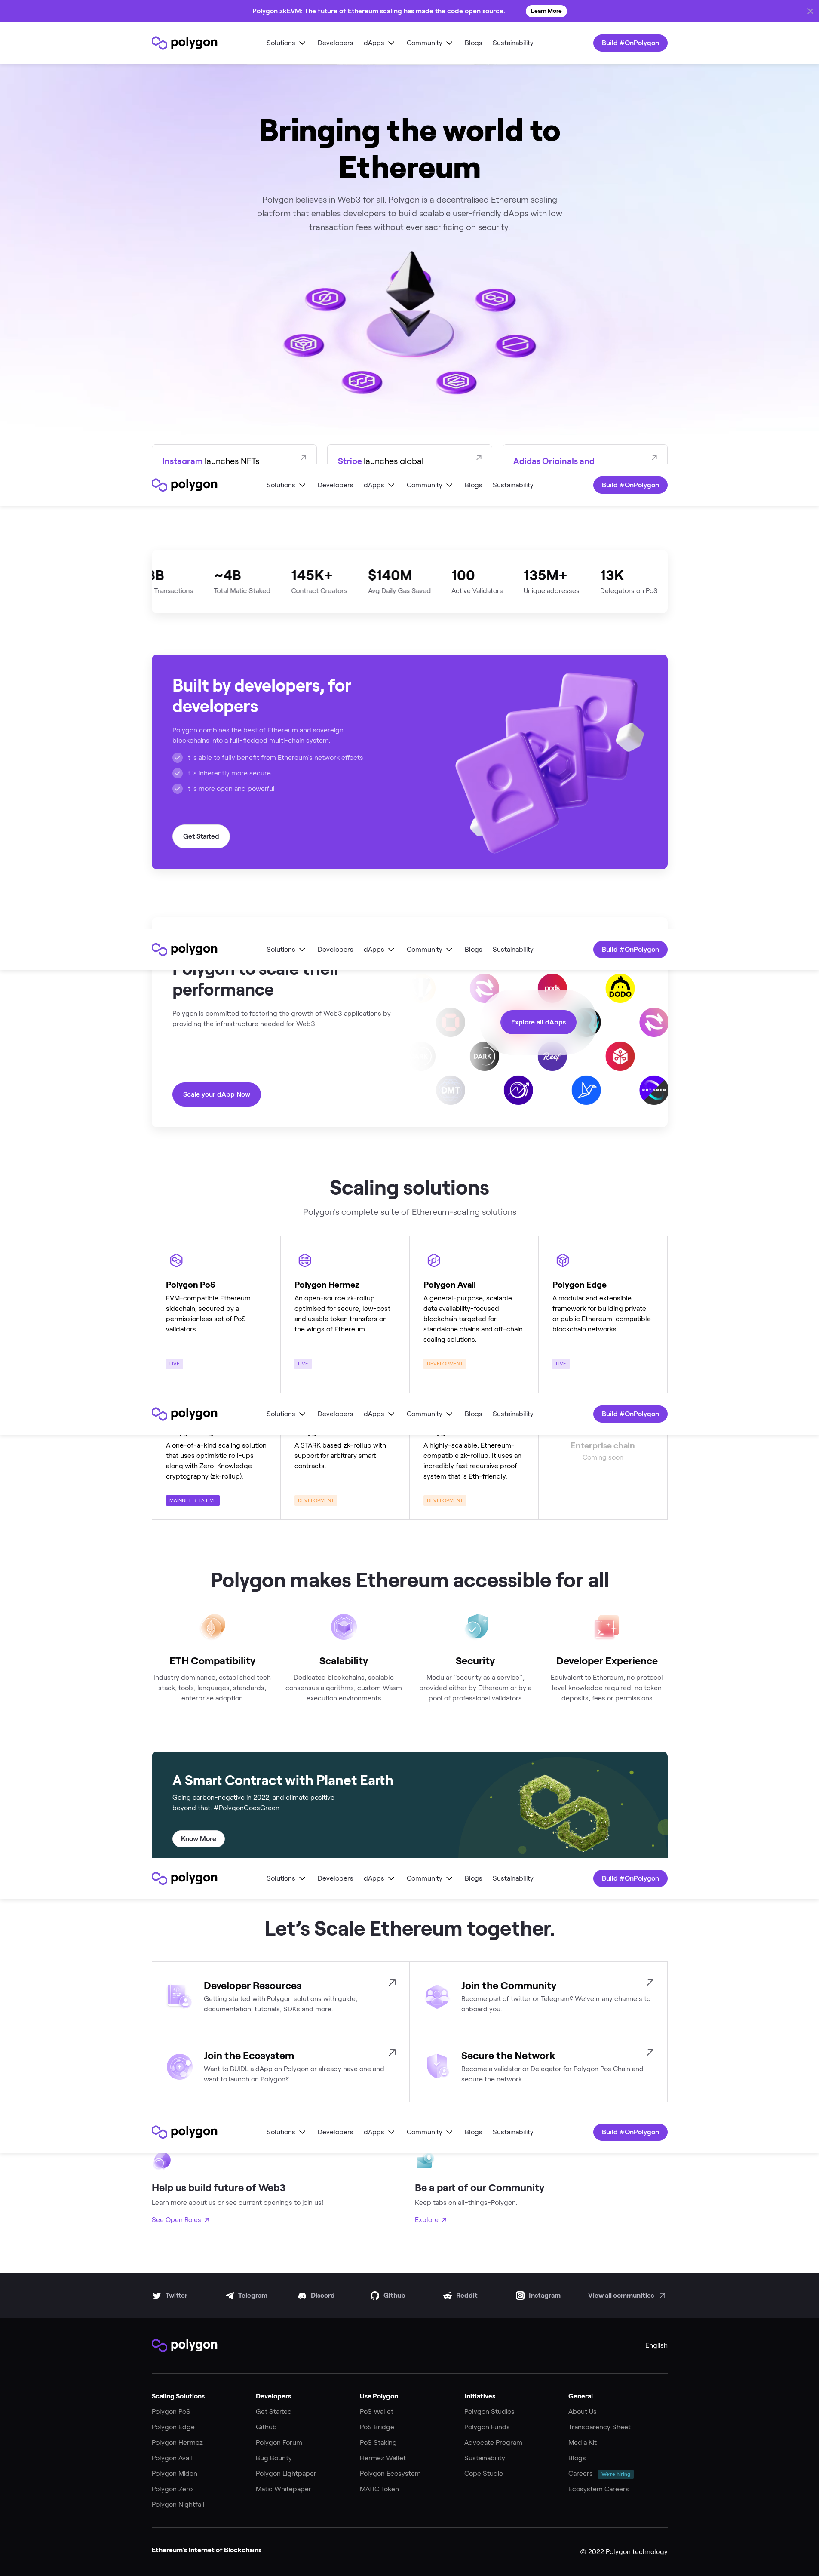 Polygon zkEVM: The future of Ethereum scaling has made the code open source. Learn More
polygon Solutions Developers dApps Community Blogs Sustainability Build #OnPolygon
Bringing the world to
Ethereum
Polygon believes in Web3 for all. Polygon is a decentralised Ethereum scaling
platform that enables developers to build scalable user-friendly dApps with low
transaction fees without ever sacrificing on security.
Instagram launches NFTs
Stripe launches global
Adidas Originals and
polygon Solutions Developers dApps Community Blogs Sustainability Build #OnPolygon
~4B 145K+ $140M 100 135M+ 13K
Transactions Total Matic Staked Contract Creators Avg Daily Gas Saved Active Validators Unique addresses Delegators on PoS
Built by developers, for
developers
Polygon combines the best of Ethereum and sovereign
blockchains into a full-fledged multi-chain system.
It is able to fully benefit from Ethereum's network effects
It is inherently more secure
It is more open and powerful
Get Started
polygon Solutions Developers dApps Community Blogs Sustainability Build #OnPolygon
Polygon to scale their
performance
Polygon is committed to fostering the growth of Web3 applications by
providing the infrastructure needed for Web3.
Scale your dApp Now
pods
DODO
Explore all dApps
DARK
Reef
DMT
Scaling solutions
Polygon's complete suite of Ethereum-scaling solutions
Polygon PoS
EVM-compatible Ethereum
sidechain, secured by a
permissionless set of PoS
validators.
LIVE
Polygon Hermez
An open-source zk-rollup
optimised for secure, low-cost
and usable token transfers on
the wings of Ethereum.
LIVE
Polygon Avail
A general-purpose, scalable
data availability-focused
blockchain targeted for
standalone chains and off-chain
scaling solutions.
DEVELOPMENT
Polygon Edge
A modular and extensible
framework for building private
or public Ethereum-compatible
blockchain networks.
LIVE
polygon Solutions Developers dApps Community Blogs Sustainability Build #OnPolygon
A one-of-a-kind scaling solution
that uses optimistic roll-ups
along with Zero-Knowledge
cryptography (zk-rollup).
MAINNET BETA LIVE
A STARK based zk-rollup with
support for arbitrary smart
contracts.
DEVELOPMENT
A highly-scalable, Ethereum-
compatible zk-rollup. It uses an
incredibly fast recursive proof
system that is Eth-friendly.
DEVELOPMENT
Enterprise chain
Coming soon
Polygon makes Ethereum accessible for all
ETH Compatibility
Industry dominance, established tech
stack, tools, languages, standards,
enterprise adoption
Scalability
Dedicated blockchains, scalable
consensus algorithms, custom Wasm
execution environments
Security
Modular "security as a service",
provided either by Ethereum or by a
pool of professional validators
Developer Experience
Equivalent to Ethereum, no protocol
level knowledge required, no token
deposits, fees or permissions
A Smart Contract with Planet Earth
Going carbon-negative in 2022, and climate positive
beyond that. #PolygonGoesGreen
Know More
polygon Solutions Developers dApps Community Blogs Sustainability Build #OnPolygon
Let's Scale Ethereum together.
Developer Resources
Getting started with Polygon solutions with guide,
documentation, tutorials, SDKs and more.
Join the Community
Become part of twitter or Telegram? We've many channels to
onboard you.
Join the Ecosystem
Want to BUIDL a dApp on Polygon or already have one and
want to launch on Polygon?
Secure the Network
Become a validator or Delegator for Polygon Pos Chain and
secure the network
polygon Solutions Developers dApps Community Blogs Sustainability Build #OnPolygon
Help us build future of Web3
Learn more about us or see current openings to join us!
See Open Roles
Be a part of our Community
Keep tabs on all-things-Polygon.
Explore
Twitter Telegram Discord Github Reddit Instagram View all communities
polygon English
Scaling Solutions
Polygon PoS
Polygon Edge
Polygon Hermez
Polygon Avail
Polygon Miden
Polygon Zero
Polygon Nightfall
Developers
Get Started
Github
Polygon Forum
Bug Bounty
Polygon Lightpaper
Matic Whitepaper
Use Polygon
PoS Wallet
PoS Bridge
PoS Staking
Hermez Wallet
Polygon Ecosystem
MATIC Token
Initiatives
Polygon Studios
Polygon Funds
Advocate Program
Sustainability
Cope.Studio
General
About Us
Transparency Sheet
Media Kit
Blogs
Careers We're hiring
Ecosystem Careers
Ethereum's Internet of Blockchains
© 2022 Polygon technology